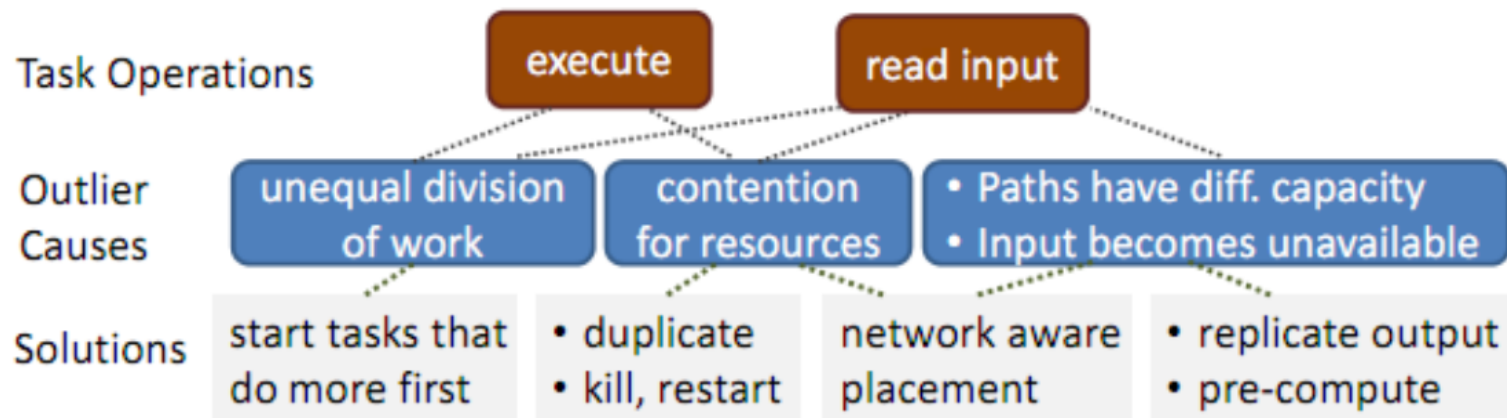 Task Operations
execute
read input
Outlier
Causes
unequal division
of work
contention
for resources
• Paths have diff. capacity
• Input becomes unavailable
Solutions
start tasks that
do more first
• duplicate
• kill, restart
network aware
placement
• replicate output
• pre-compute